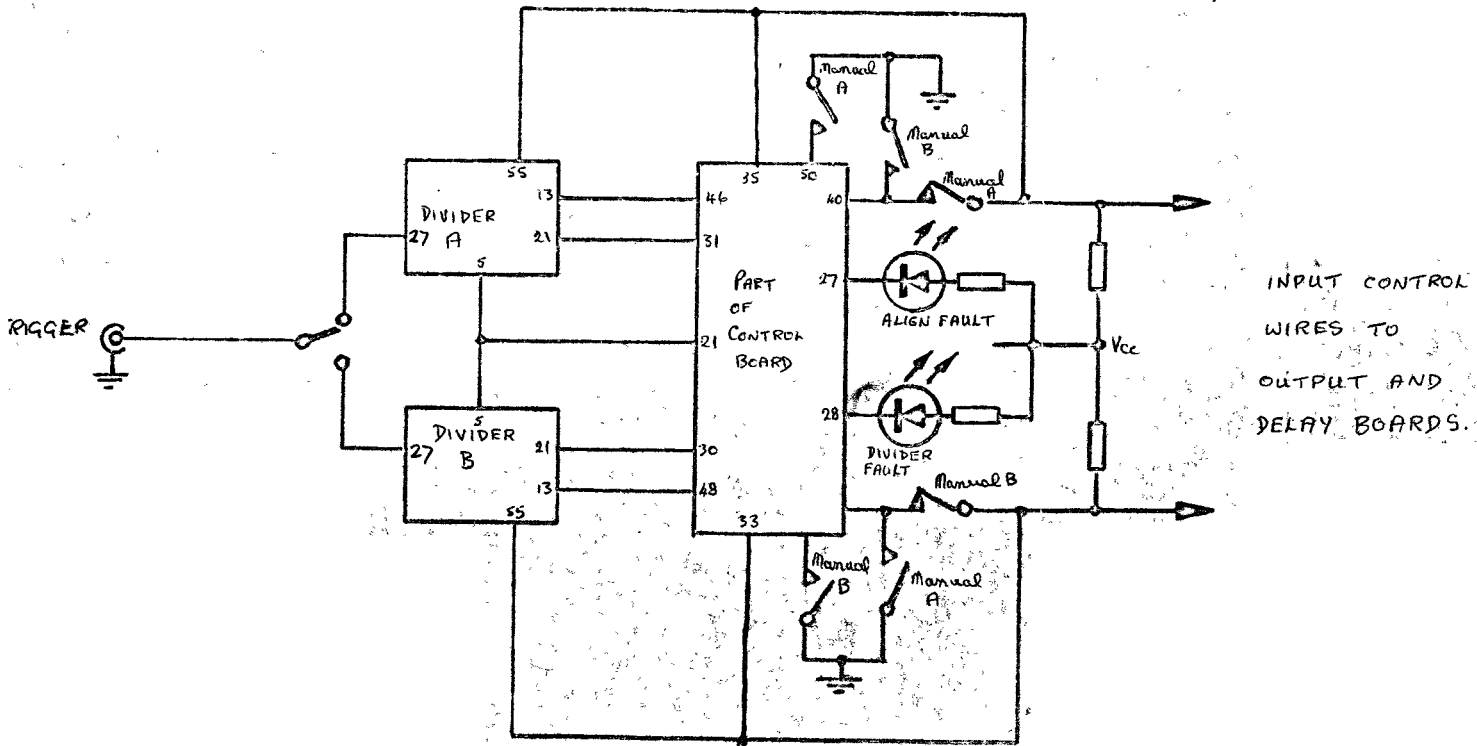 Manual
A
Manual
B
55
35
50
Manual
A
13
46
40
DIVIDER
A
27
21
31
5
PART
OF
CONTROL
BOARD
27
ALIGN FAULT
INPUT CONTROL
WIRES TO
OUTPUT AND
DELAY BOARDS.
RIGGER
21
Vcc
28
5
DIVIDER
B
27
21
30
DIVIDER
FAULT
13
48
Manual B
55
33
Manual
B
Manual
A